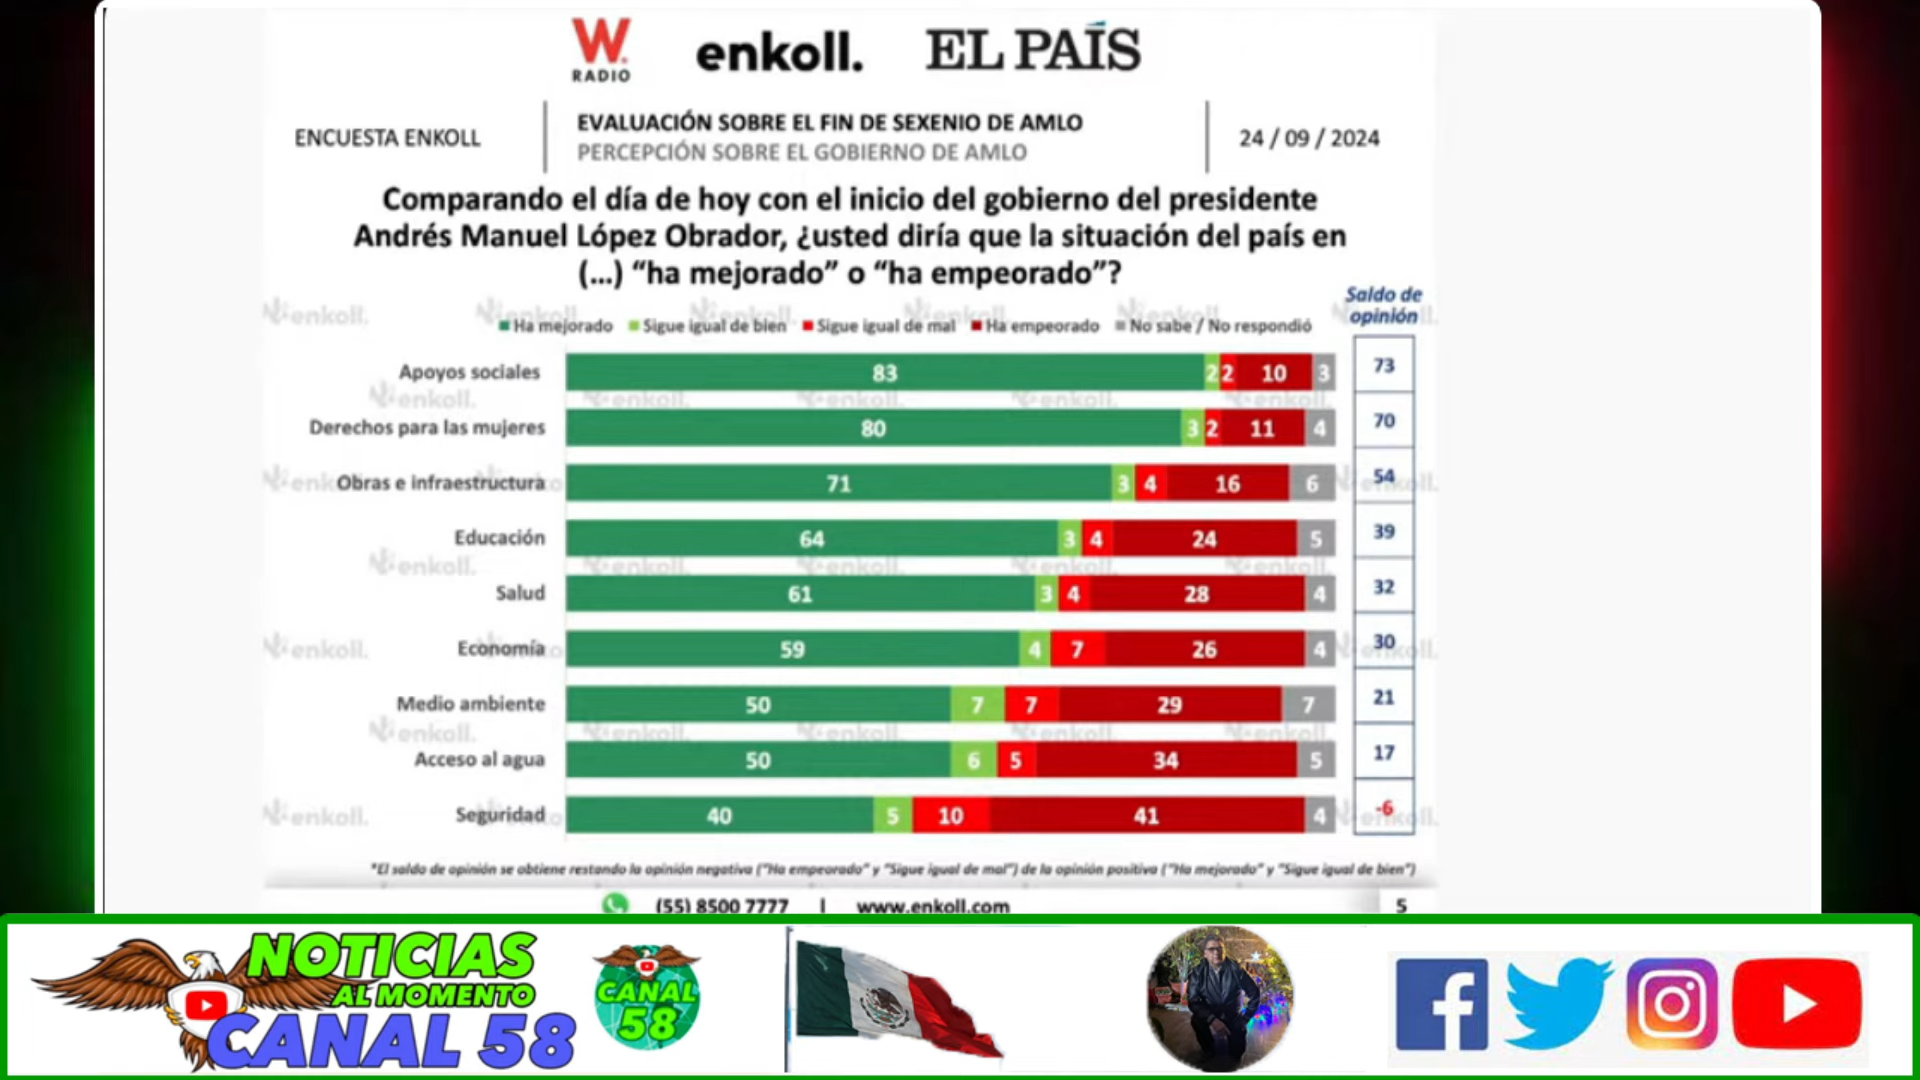 W
RADIO
enkoll.
EL PAÍS
ENCUESTA ENKOLL
EVALUACIÓN SOBRE EL FIN DE SEXENIO DE AMLO
PERCEPCIÓN SOBRE EL GOBIERNO DE AMLO
24 / 09 / 2024
Comparando el día de hoy con el inicio del gobierno del presidente
Andrés Manuel López Obrador, ¿usted diría que la situación del país en
(...) “ha mejorado” o “ha empeorado”?
Saldo de
opinión
Ha mejorado Sigue igual de bien Sigue igual de mal Ha empeorado No sabe / No respondió
Apoyos sociales 83 2 2 10 3 73
Derechos para las mujeres 80 3 2 11 4 70
Obras e infraestructura 71 3 4 16 6 54
Educación 64 3 4 24 5 39
Salud 61 3 4 28 4 32
Economía 59 4 7 26 4 30
Medio ambiente 50 7 7 29 7 21
Acceso al agua 50 6 5 34 5 17
Seguridad 40 5 10 41 4 -6
*El saldo de opinión se obtiene restando la opinión negativa (“Ha empeorado” y “Sigue igual de mal”) de la opinión positiva (“Ha mejorado” y “Sigue igual de bien”)
(55) 8500 7777 | www.enkoll.com 5
NOTICIAS
AL MOMENTO
CANAL 58
CANAL
58